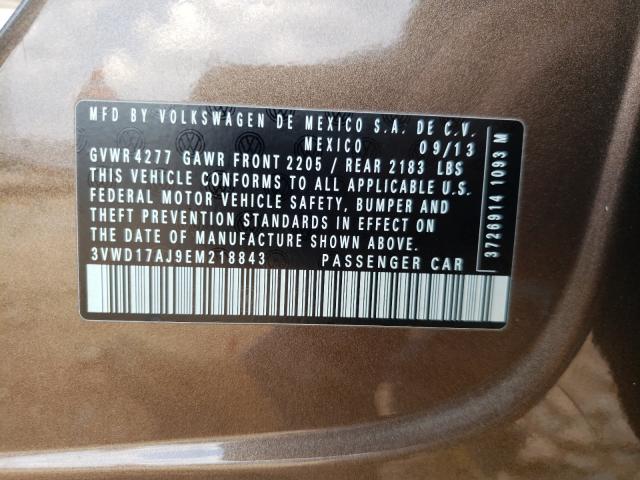 MFD BY VOLKSWAGEN DE MEXICO S.A. DE C.V.
MEXICO 09/13
GVWR 4277 GAWR FRONT 2205 / REAR 2183 LBS
THIS VEHICLE CONFORMS TO ALL APPLICABLE U.S.
FEDERAL MOTOR VEHICLE SAFETY, BUMPER AND
THEFT PREVENTION STANDARDS IN EFFECT ON
THE DATE OF MANUFACTURE SHOWN ABOVE.
3VWD17AJ9EM218843 PASSENGER CAR
3726914 1093 M